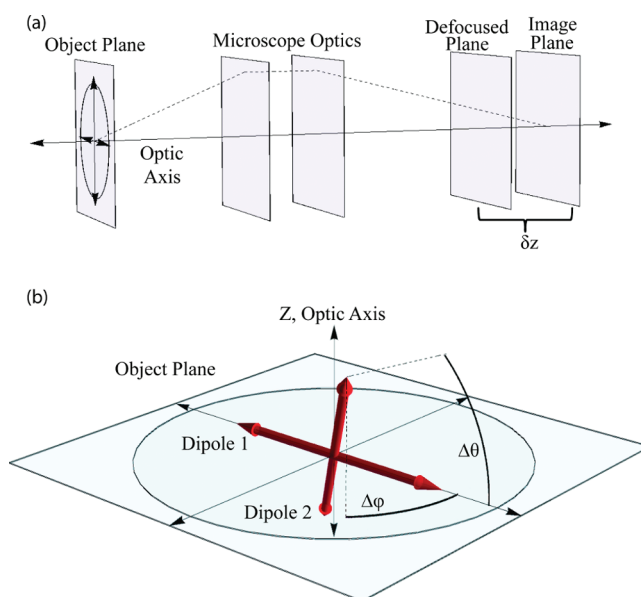 (a)
Object Plane
Microscope Optics
Defocused
Plane
Image
Plane
Optic
Axis
δz
(b)
Z, Optic Axis
Object Plane
Dipole 1
Δθ
Dipole 2
Δφ